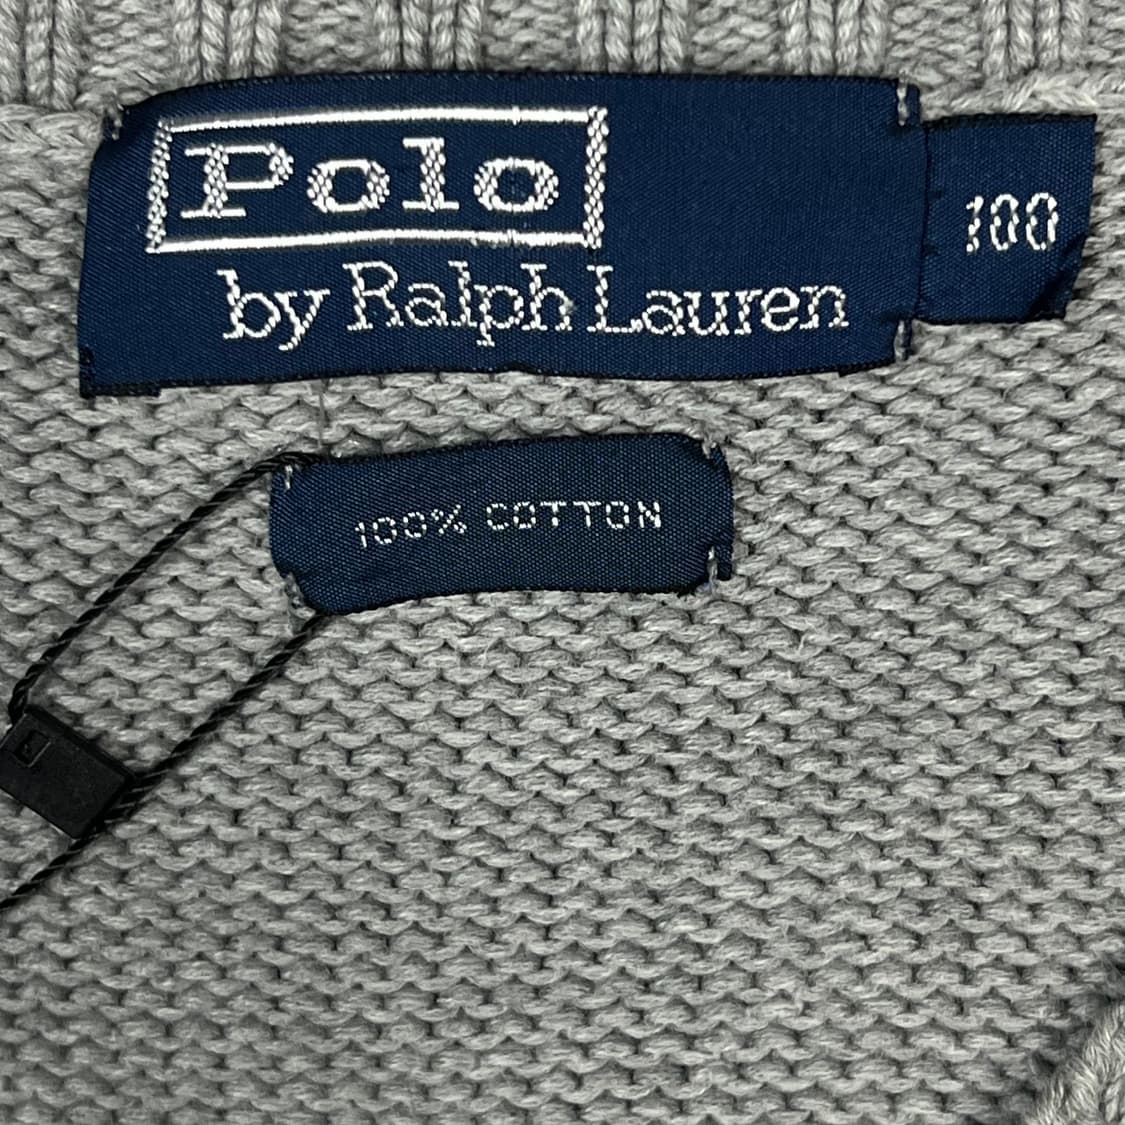 Polo
by Ralph Lauren
100
100% COTTON